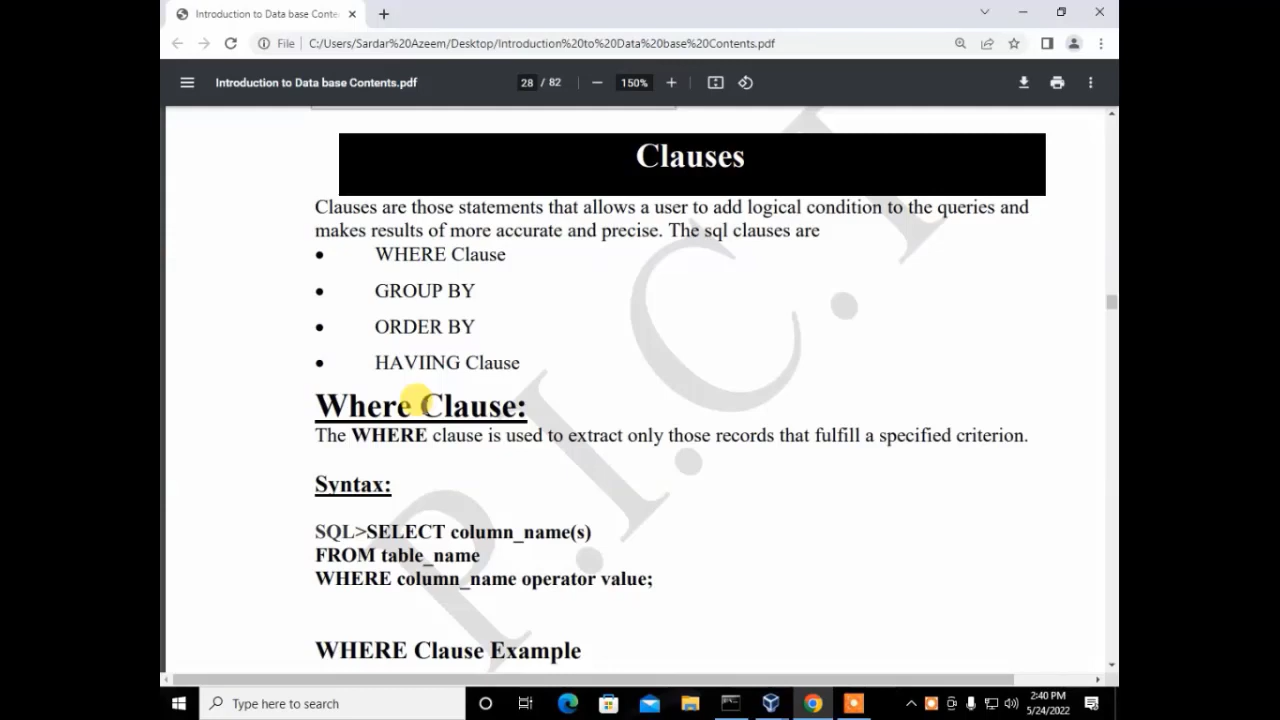 Introduction to Data base Conte
File C:/Users/Sardar%20Azeem/Desktop/Introduction%20to%20Data%20base%20Contents.pdf
Introduction to Data base Contents.pdf 28 / 82 150%
Clauses
Clauses are those statements that allows a user to add logical condition to the queries and
makes results of more accurate and precise. The sql clauses are
• WHERE Clause
• GROUP BY
• ORDER BY
• HAVIING Clause
Where Clause:
The WHERE clause is used to extract only those records that fulfill a specified criterion.
Syntax:
SQL>SELECT column_name(s)
FROM table_name
WHERE column_name operator value;
WHERE Clause Example
P.I.C.
Type here to search
2:40 PM
5/24/2022